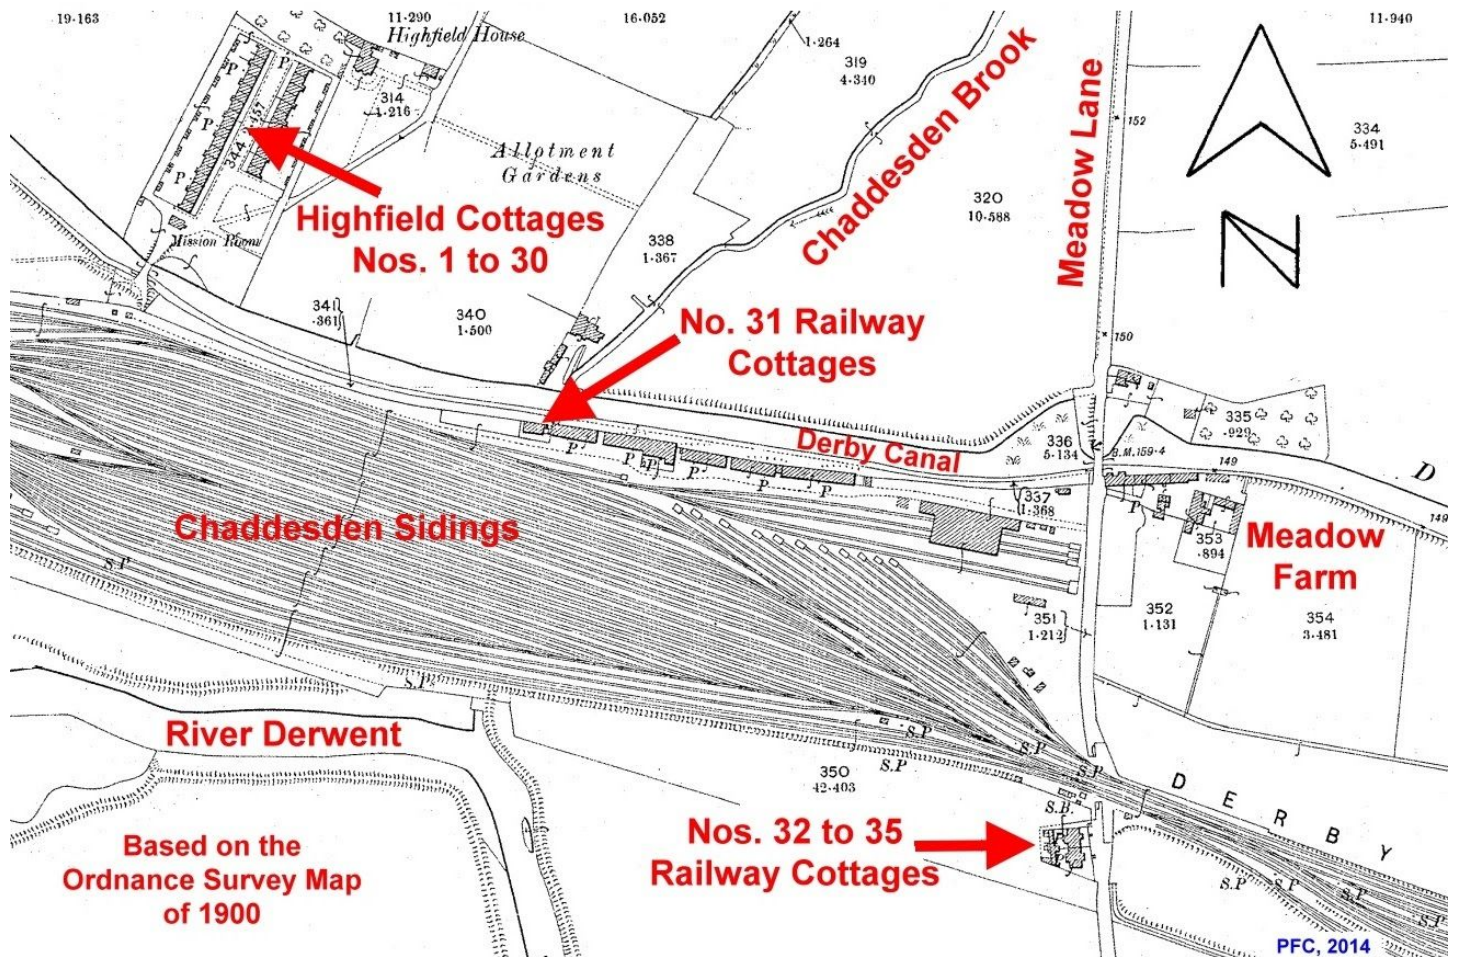 19·163
11·290
16·052
11·940
Highfield House
1·264
319
4·340
314
1·216
P
P
P
P
344
·157
Chaddesden Brook
Meadow Lane
152
334
5·491
Allotment
Gardens
320
10·588
Highfield Cottages
Nos. 1 to 30
Mission Room
338
1·367
N
341
·361
340
1·500
No. 31 Railway
Cottages
150
335
·929
336
5·134
B.M.159·4
149
D
Derby Canal
P
P
P
P
P
P
337
1·368
P
149
Chaddesden Sidings
353
·894
Meadow
Farm
S.P
351
1·212
352
1·131
354
3·481
S.P
River Derwent
S.P
S.P
S.P
S.P
350
42·403
DERBY
S.B.
Nos. 32 to 35
Railway Cottages
S.P
S.P
S.P
S.P
Based on the
Ordnance Survey Map
of 1900
PFC, 2014